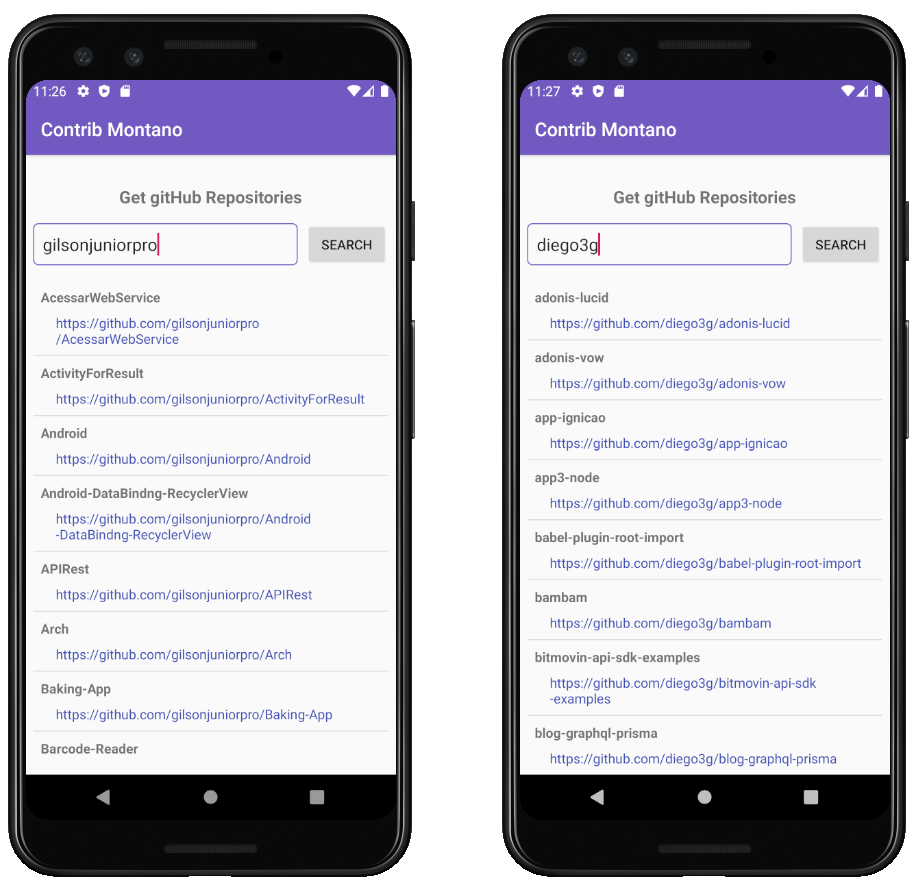 11:26
Contrib Montano
Get gitHub Repositories
gilsonjuniorpro
SEARCH
AcessarWebService
https://github.com/gilsonjuniorpro
/AcessarWebService
ActivityForResult
https://github.com/gilsonjuniorpro/ActivityForResult
Android
https://github.com/gilsonjuniorpro/Android
Android-DataBindng-RecyclerView
https://github.com/gilsonjuniorpro/Android
-DataBindng-RecyclerView
APIRest
https://github.com/gilsonjuniorpro/APIRest
Arch
https://github.com/gilsonjuniorpro/Arch
Baking-App
https://github.com/gilsonjuniorpro/Baking-App
Barcode-Reader
11:27
Contrib Montano
Get gitHub Repositories
diego3g
SEARCH
adonis-lucid
https://github.com/diego3g/adonis-lucid
adonis-vow
https://github.com/diego3g/adonis-vow
app-ignicao
https://github.com/diego3g/app-ignicao
app3-node
https://github.com/diego3g/app3-node
babel-plugin-root-import
https://github.com/diego3g/babel-plugin-root-import
bambam
https://github.com/diego3g/bambam
bitmovin-api-sdk-examples
https://github.com/diego3g/bitmovin-api-sdk
-examples
blog-graphql-prisma
https://github.com/diego3g/blog-graphql-prisma